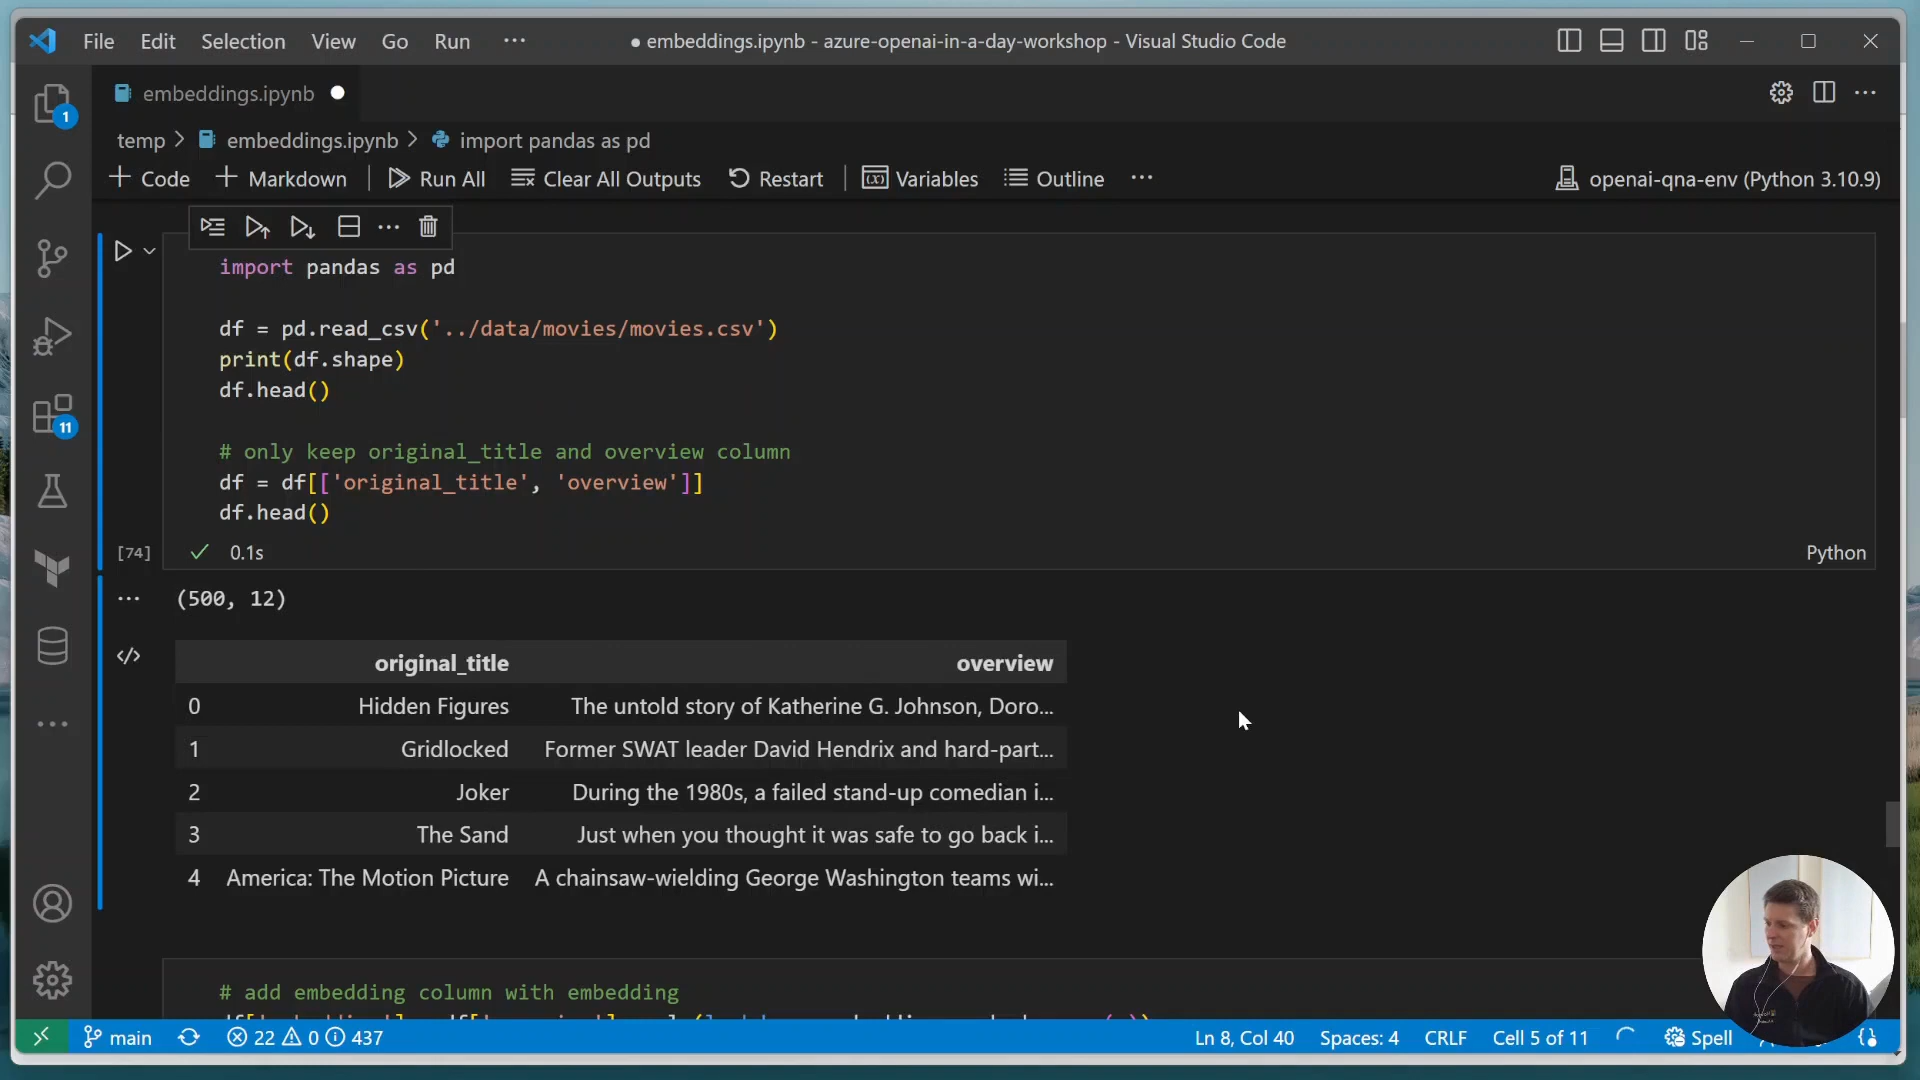 File Edit Selection View Go Run ···
● embeddings.ipynb - azure-openai-in-a-day-workshop - Visual Studio Code
embeddings.ipynb
temp > embeddings.ipynb > import pandas as pd
+ Code + Markdown Run All Clear All Outputs Restart Variables Outline ···
openai-qna-env (Python 3.10.9)
1
11
import pandas as pd
df = pd.read_csv('../data/movies/movies.csv')
print(df.shape)
df.head()
# only keep original_title and overview column
df = df[['original_title', 'overview']]
df.head()
[74] ✓ 0.1s
Python
(500, 12)
original_title overview
0 Hidden Figures The untold story of Katherine G. Johnson, Doro...
1 Gridlocked Former SWAT leader David Hendrix and hard-part...
2 Joker During the 1980s, a failed stand-up comedian i...
3 The Sand Just when you thought it was safe to go back i...
4 America: The Motion Picture A chainsaw-wielding George Washington teams wi...
# add embedding column with embedding
main 22 0 437
Ln 8, Col 40 Spaces: 4 CRLF Cell 5 of 11 Spell